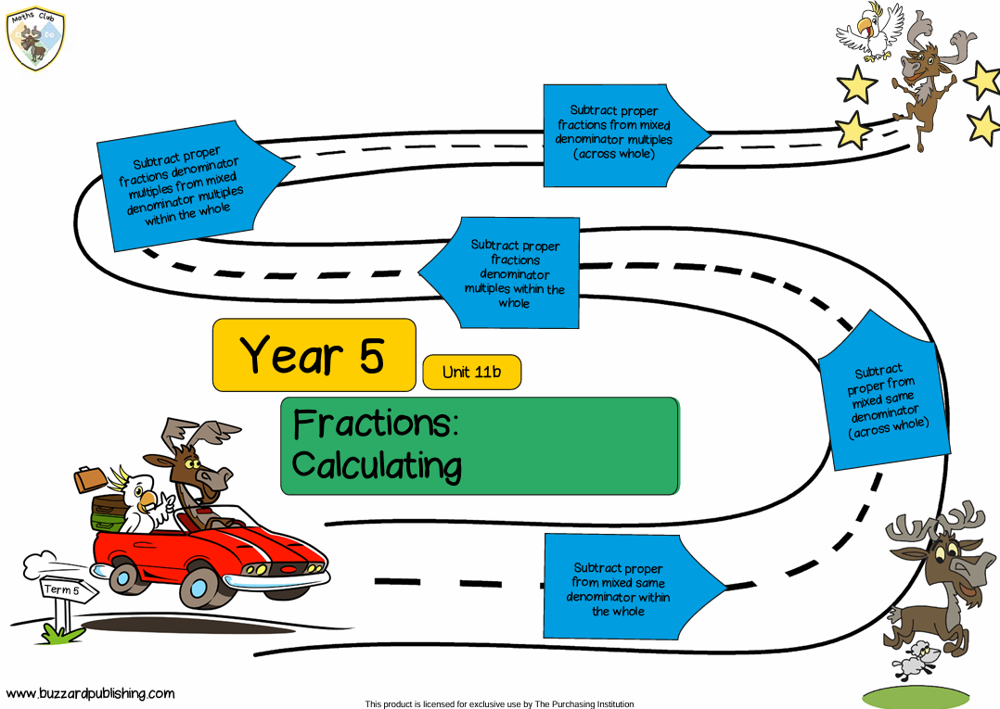 Maths Club
Subtract proper
fractions from mixed
denominator multiples
(across whole)
Subtract proper
fractions denominator
multiples from mixed
denominator multiples
within the whole
Subtract proper
fractions
denominator
multiples within the
whole
Year 5
Unit 11b
Subtract
proper from
mixed same
denominator
(across whole)
Fractions:
Calculating
Subtract proper
from mixed same
denominator within
the whole
Term 5
www.buzzardpublishing.com
This product is licensed for exclusive use by The Purchasing Institution